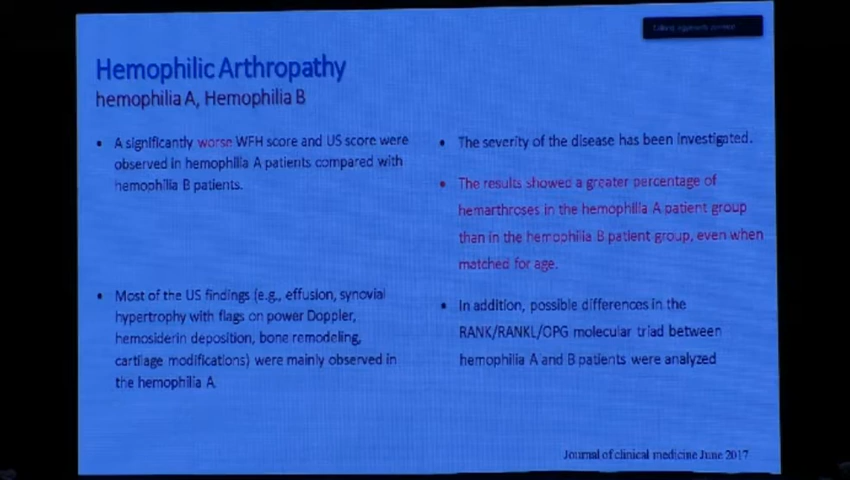 Hemophilic Arthropathy
hemophilia A, Hemophilia B
• A significantly worse WFH score and US score were
observed in hemophilia A patients compared with
hemophilia B patients.
• Most of the US findings (e.g., effusion, synovial
hypertrophy with flags on power Doppler,
hemosiderin deposition, bone remodeling,
cartilage modifications) were mainly observed in
the hemophilia A
• The severity of the disease has been investigated.
• The results showed a greater percentage of
hemarthroses in the hemophilia A patient group
than in the hemophilia B patient group, even when
matched for age.
• In addition, possible differences in the
RANK/RANKL/OPG molecular triad between
hemophilia A and B patients were analyzed
Journal of clinical medicine June 2017